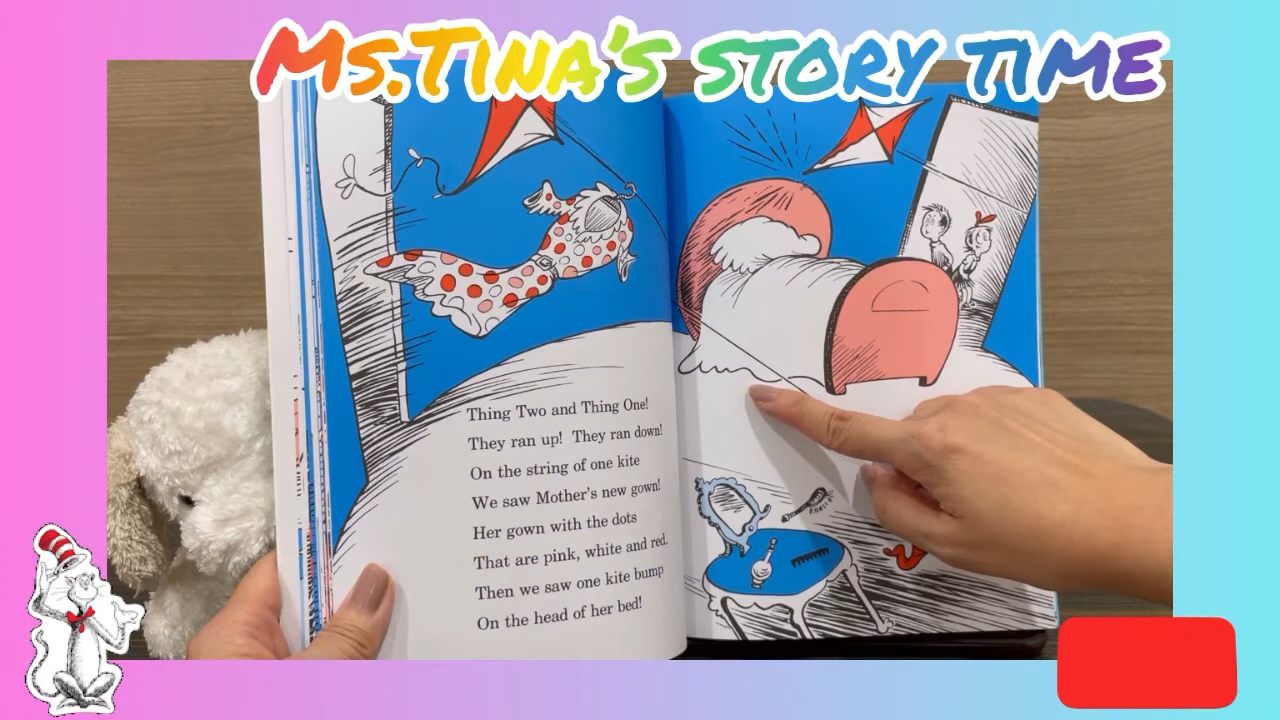 Ms.Tina's story time
Thing Two and Thing One!
They ran up! They ran down!
On the string of one kite
We saw Mother's new gown!
Her gown with the dots
That are pink, white and red.
Then we saw one kite bump
On the head of her bed!